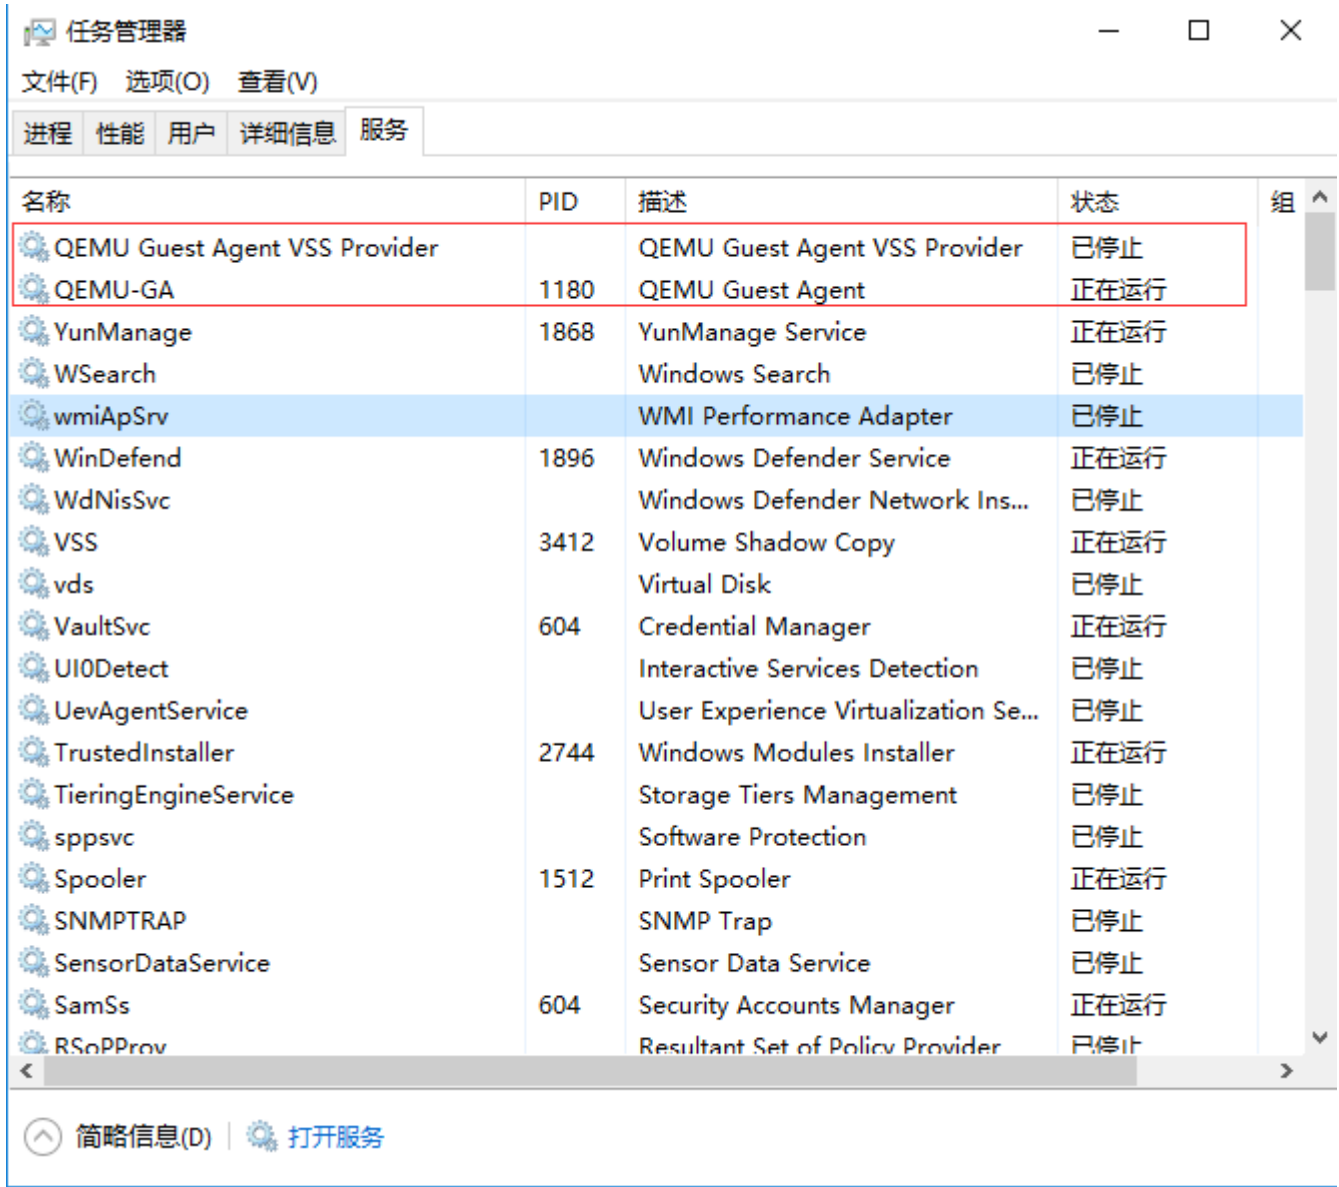 任务管理器
文件(F) 选项(O) 查看(V)
进程 性能 用户 详细信息 服务
名称 PID 描述 状态 组
QEMU Guest Agent VSS Provider QEMU Guest Agent VSS Provider 已停止
QEMU-GA 1180 QEMU Guest Agent 正在运行
YunManage 1868 YunManage Service 正在运行
WSearch Windows Search 已停止
wmiApSrv WMI Performance Adapter 已停止
WinDefend 1896 Windows Defender Service 正在运行
WdNisSvc Windows Defender Network Ins... 已停止
VSS 3412 Volume Shadow Copy 正在运行
vds Virtual Disk 已停止
VaultSvc 604 Credential Manager 正在运行
UI0Detect Interactive Services Detection 已停止
UevAgentService User Experience Virtualization Se... 已停止
TrustedInstaller 2744 Windows Modules Installer 正在运行
TieringEngineService Storage Tiers Management 已停止
sppsvc Software Protection 已停止
Spooler 1512 Print Spooler 正在运行
SNMPTRAP SNMP Trap 已停止
SensorDataService Sensor Data Service 已停止
SamSs 604 Security Accounts Manager 正在运行
RSoPProv Resultant Set of Policy Provider 已停止
简略信息(D) 打开服务